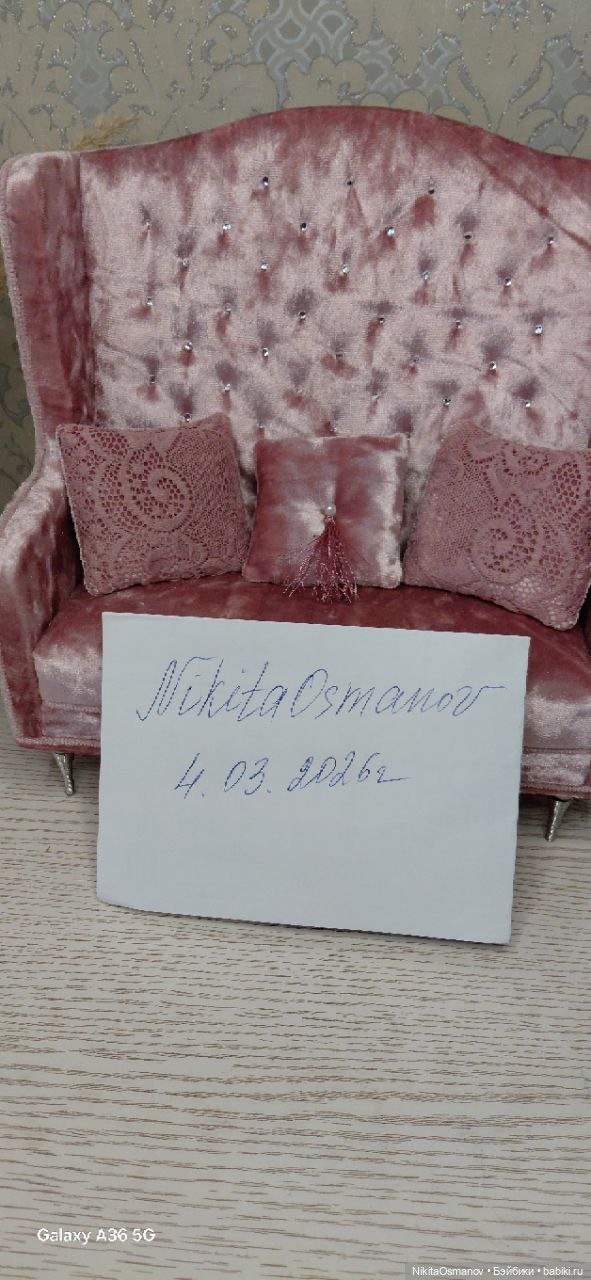 NikitaOsmanov
4.03.2026г
Galaxy A36 5G
NikitaOsmanov • Бэйбики • babiki.ru